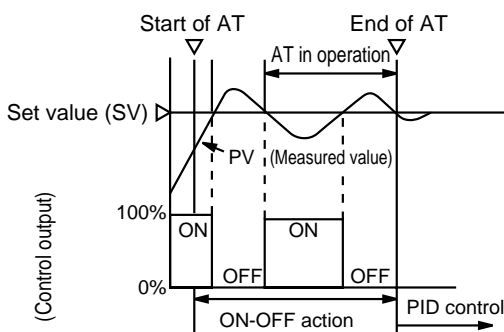 Start of AT
End of AT
AT in operation
Set value (SV)
PV
(Measured value)
100%
ON
ON
(Control output)
0%
OFF
OFF
ON-OFF action
PID control